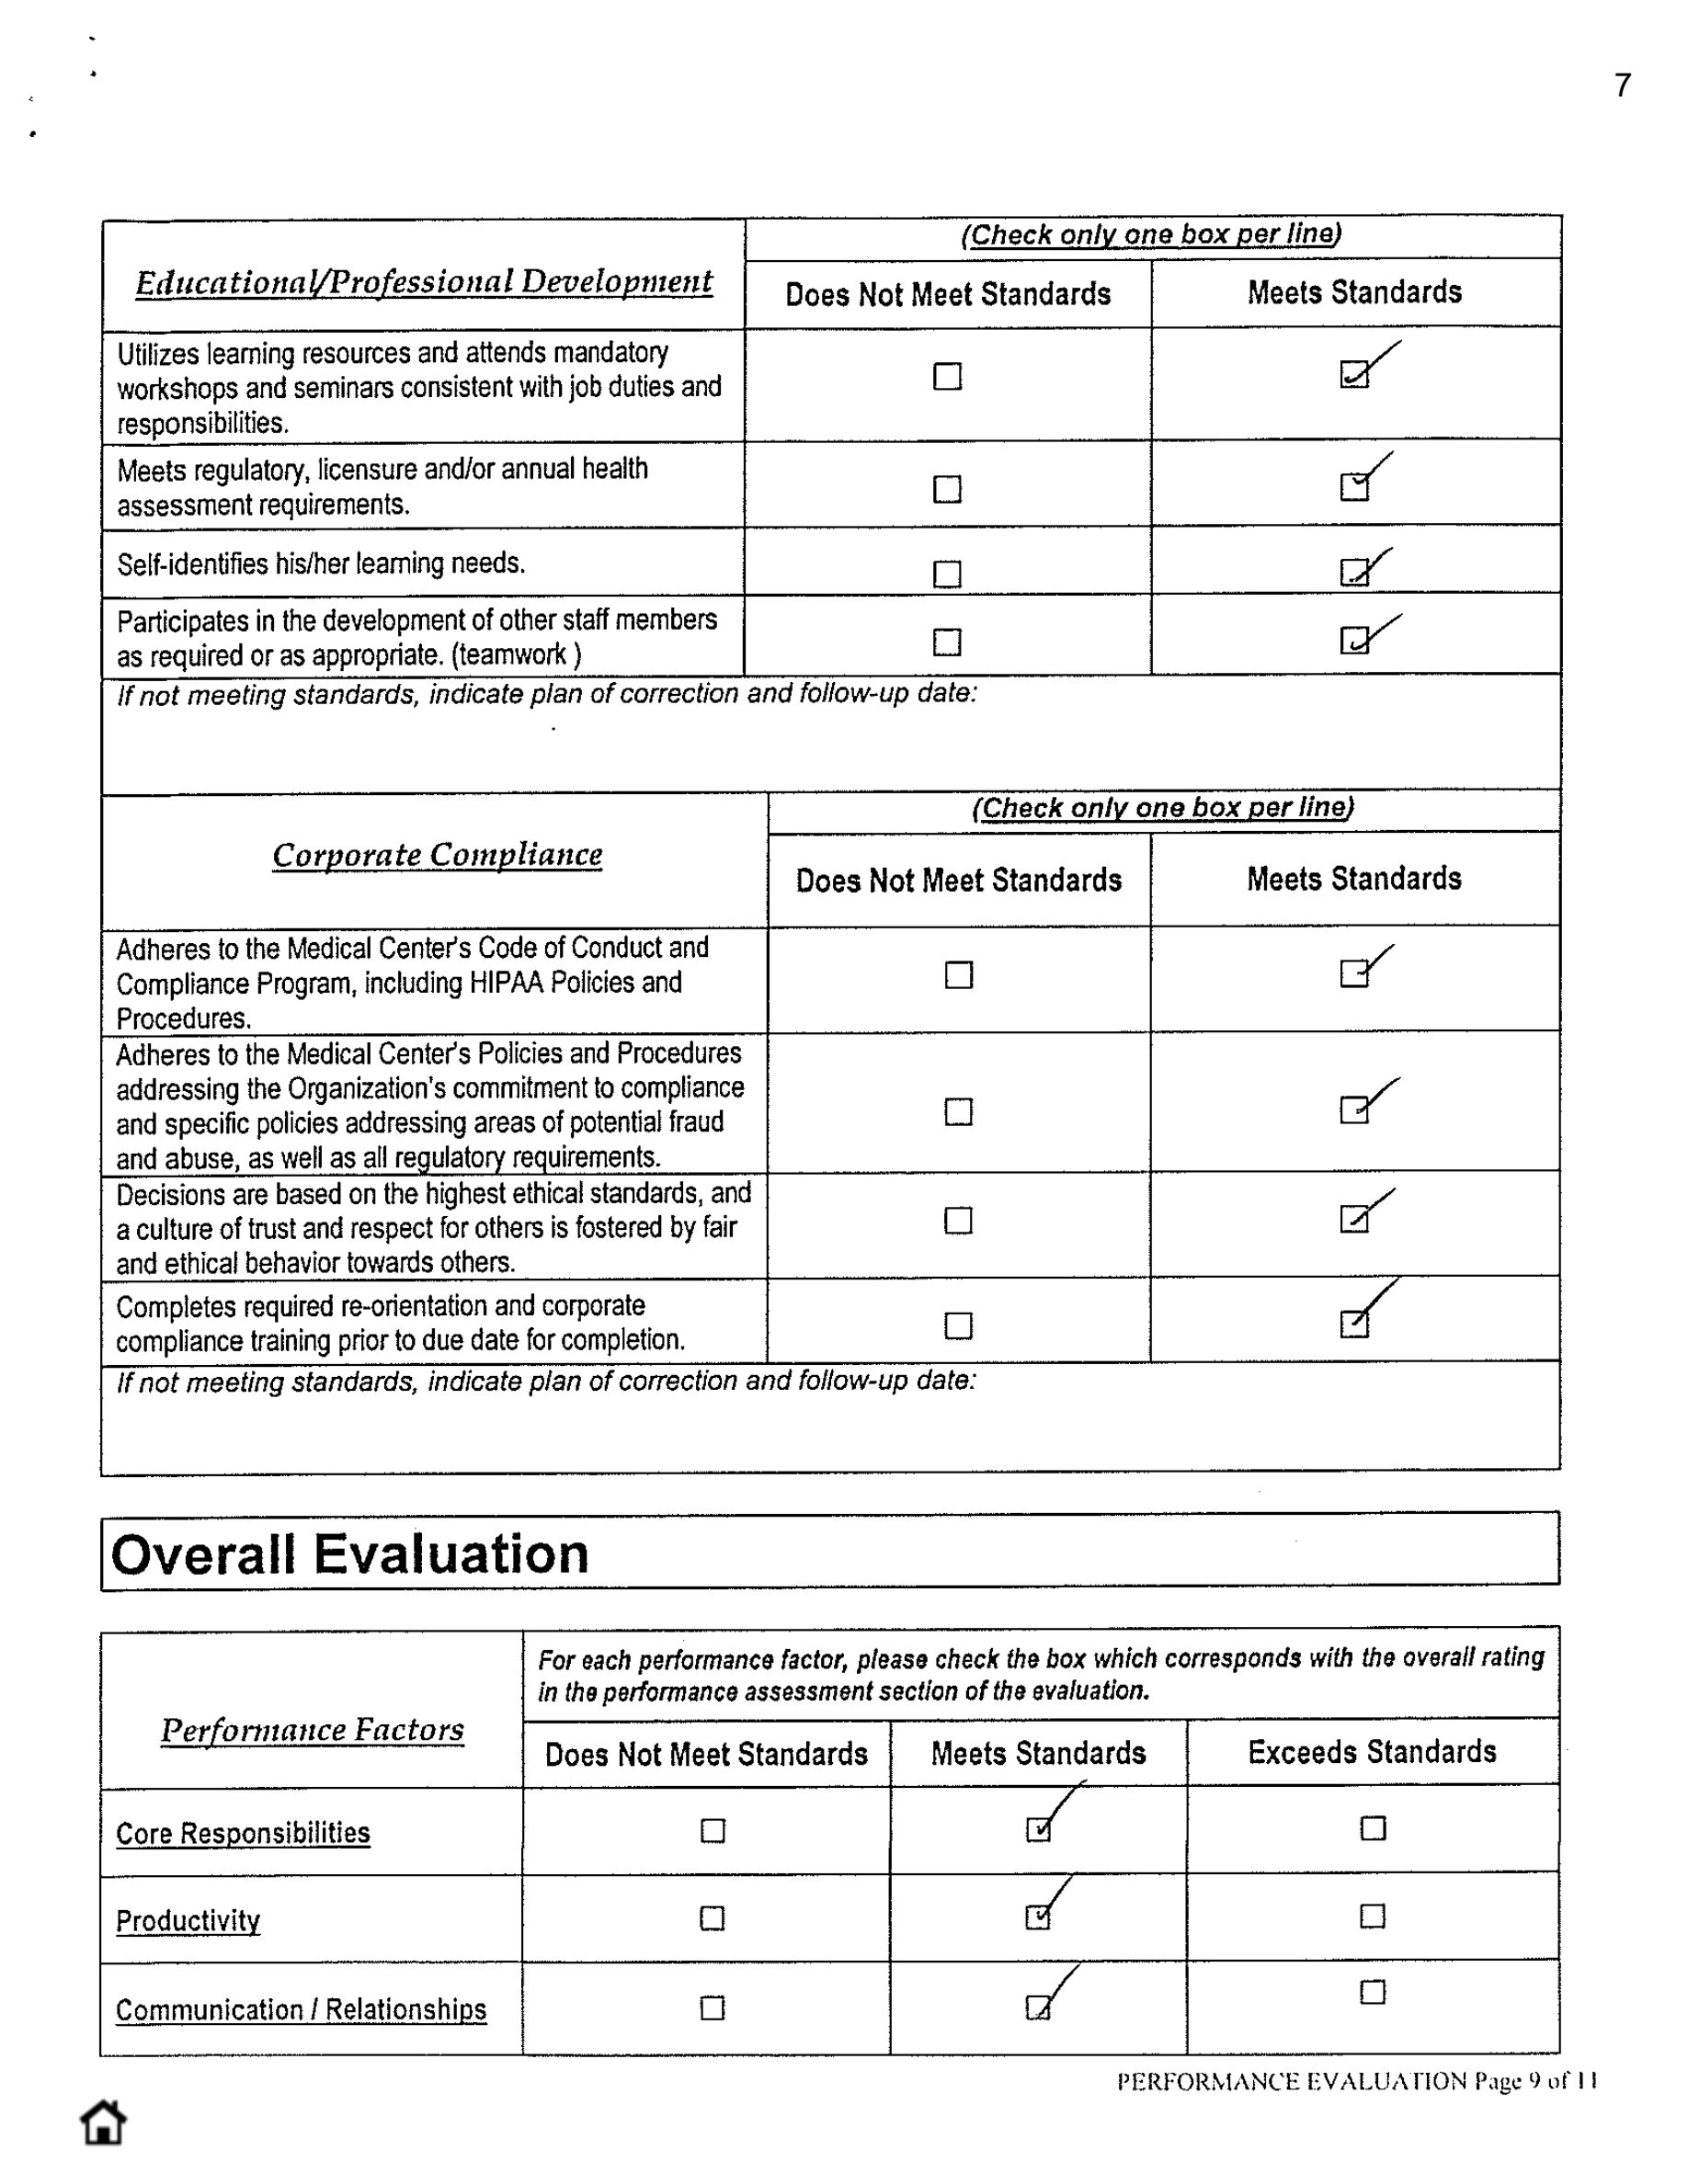 7
(Check only one box per line)
Educational/Professional Development
Does Not Meet Standards
Meets Standards
Utilizes learning resources and attends mandatory
workshops and seminars consistent with job duties and
responsibilities.
Meets regulatory, licensure and/or annual health
assessment requirements.
Self-identifies his/her learning needs.
Participates in the development of other staff members
as required or as appropriate. (teamwork )
If not meeting standards, indicate plan of correction and follow-up date:
(Check only one box per line)
Corporate Compliance
Does Not Meet Standards
Meets Standards
Adheres to the Medical Center's Code of Conduct and
Compliance Program, including HIPAA Policies and
Procedures.
Adheres to the Medical Center's Policies and Procedures
addressing the Organization's commitment to compliance
and specific policies addressing areas of potential fraud
and abuse, as well as all regulatory requirements.
Decisions are based on the highest ethical standards, and
a culture of trust and respect for others is fostered by fair
and ethical behavior towards others.
Completes required re-orientation and corporate
compliance training prior to due date for completion.
If not meeting standards, indicate plan of correction and follow-up date:
Overall Evaluation
For each performance factor, please check the box which corresponds with the overall rating
in the performance assessment section of the evaluation.
Performance Factors
Does Not Meet Standards
Meets Standards
Exceeds Standards
Core Responsibilities
Productivity
Communication / Relationships
PERFORMANCE EVALUATION Page 9 of 11